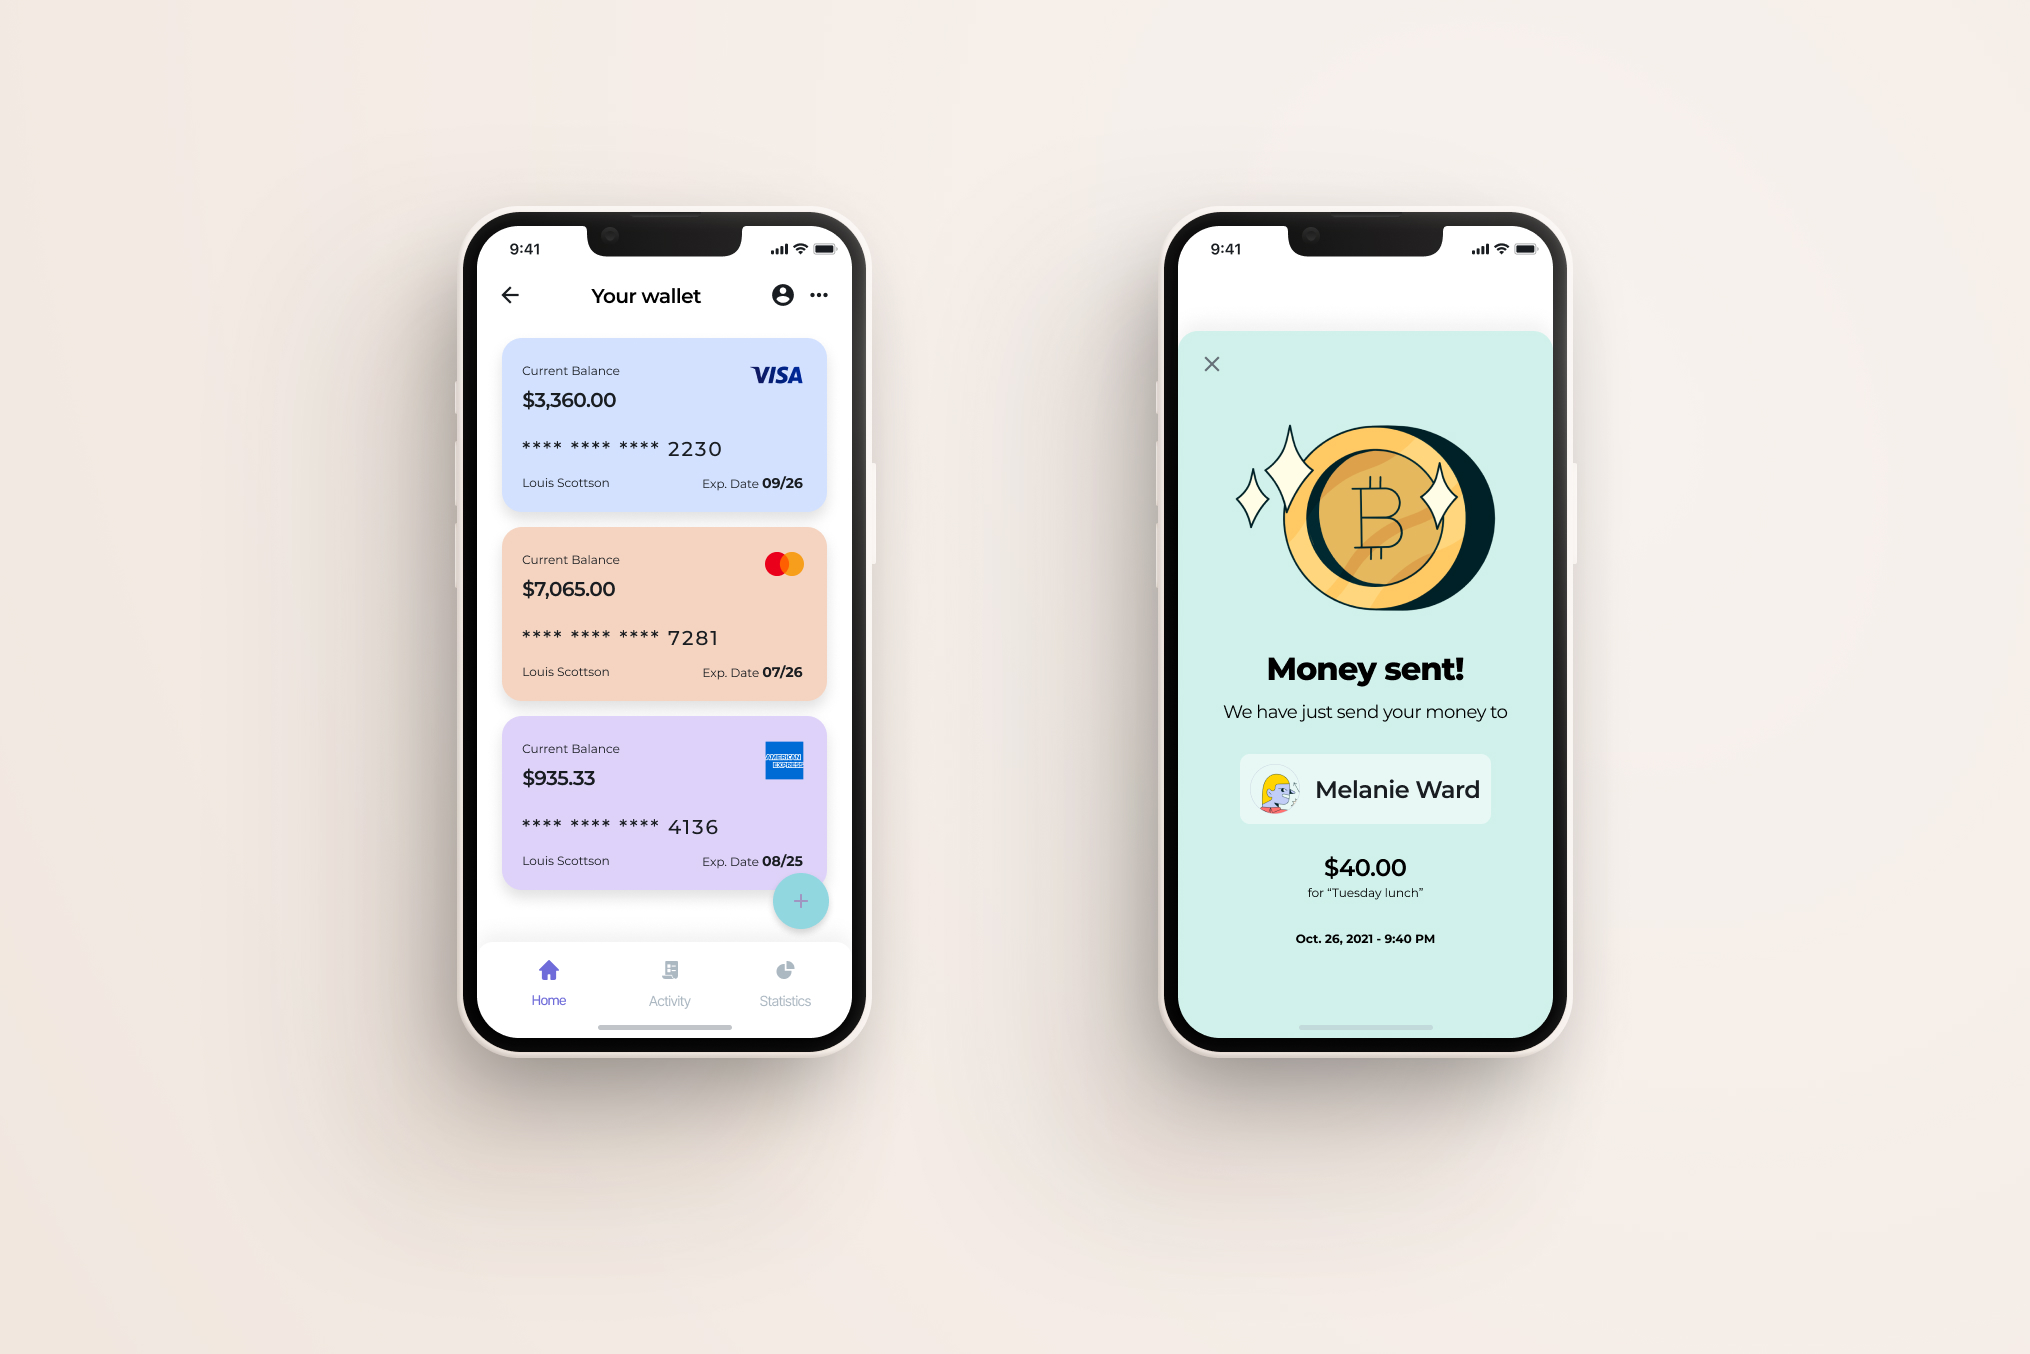 9:41
Your wallet
Current Balance
VISA
$3,360.00
**** **** **** 2230
Louis Scottson
Exp. Date 09/26
Current Balance
$7,065.00
**** **** **** 7281
Louis Scottson
Exp. Date 07/26
Current Balance
AMERICAN
EXPRESS
$935.33
**** **** **** 4136
Louis Scottson
Exp. Date 08/25
+
Home
Activity
Statistics
9:41
Money sent!
We have just send your money to
Melanie Ward
$40.00
for “Tuesday lunch”
Oct. 26, 2021 - 9:40 PM